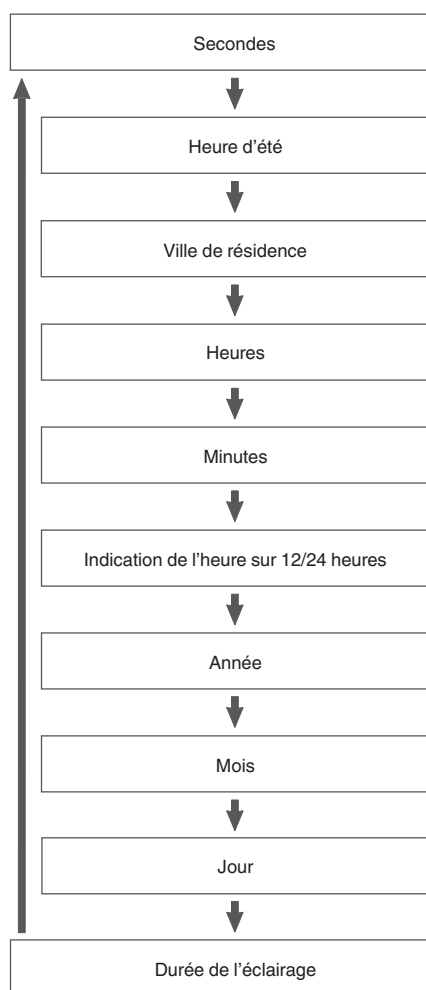 Secondes
Heure d’été
Ville de résidence
Heures
Minutes
Indication de l’heure sur 12/24 heures
Année
Mois
Jour
Durée de l’éclairage